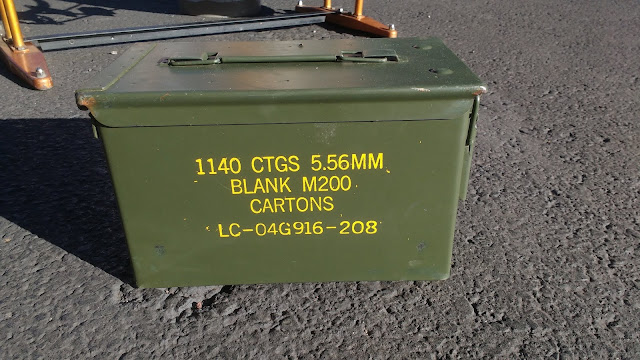 1140 CTGS 5.56MM
BLANK M200
CARTONS
LC-04G916-208